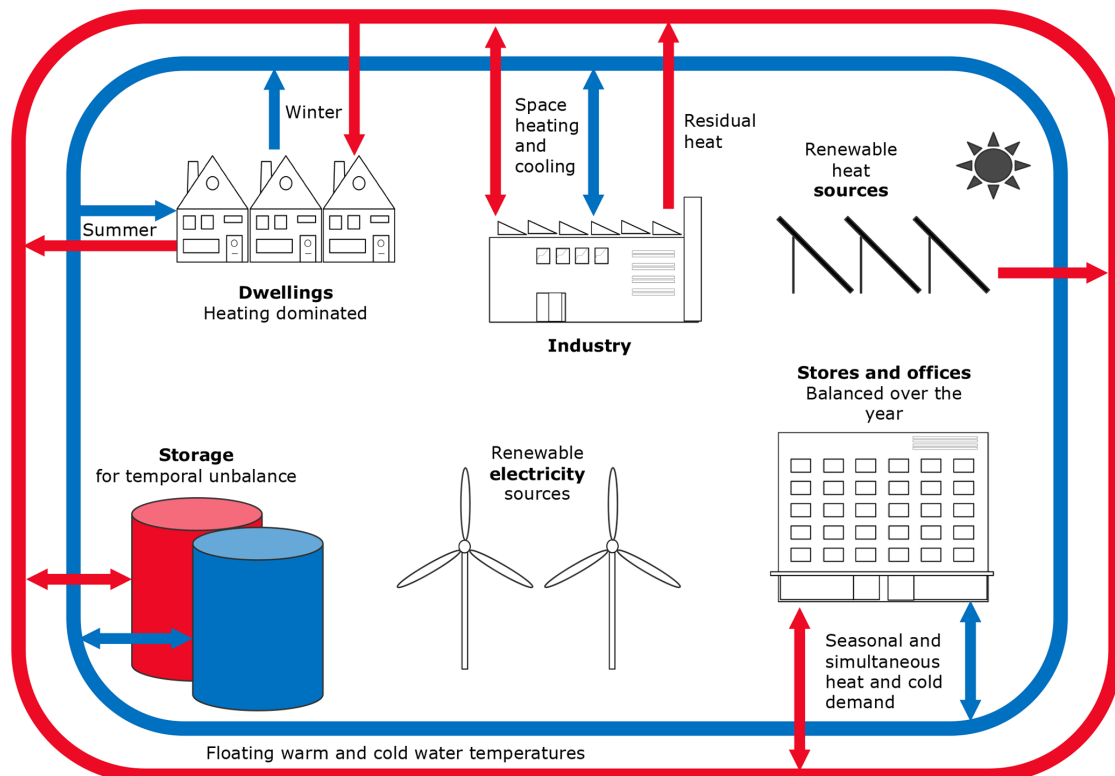 Winter
Summer
Dwellings
Heating dominated
Space
heating
and
cooling
Residual
heat
Industry
Renewable
heat
sources
Stores and offices
Balanced over the
year
Storage
for temporal unbalance
Renewable
electricity
sources
Seasonal and
simultaneous
heat and cold
demand
Floating warm and cold water temperatures